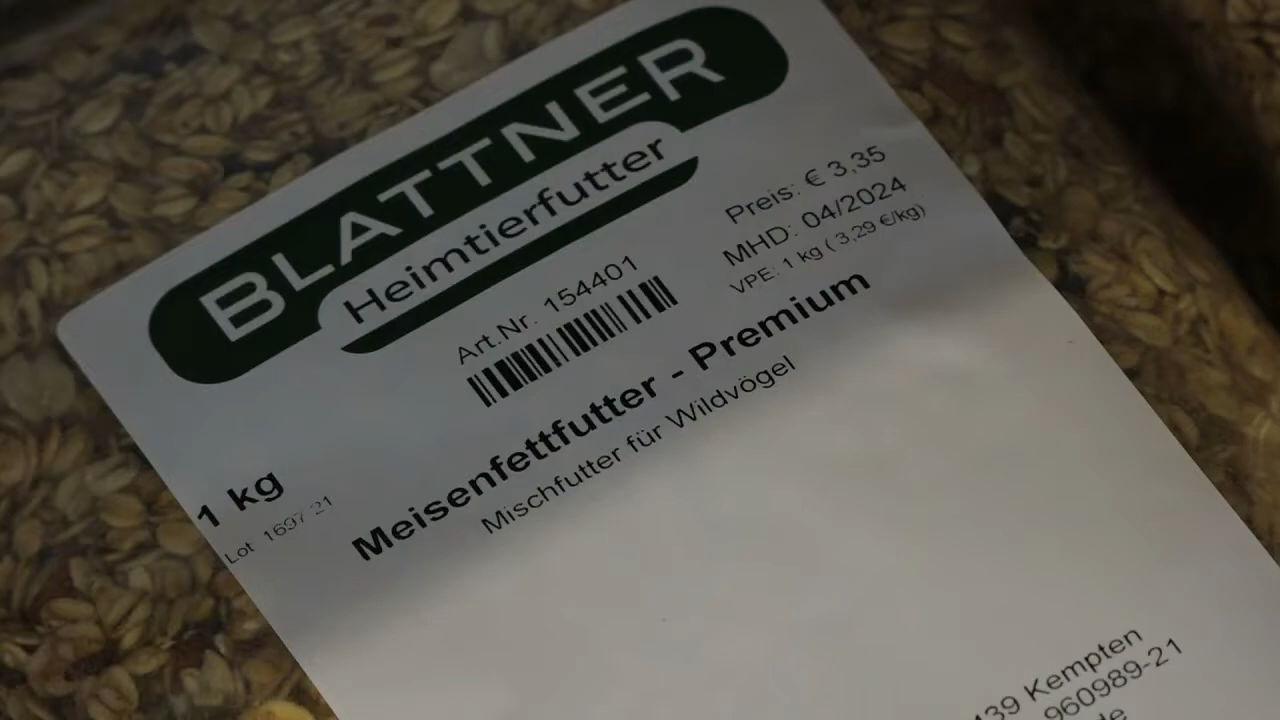 BLATTNER
Heimtierfutter
Preis: € 3,35
MHD: 04/2024
VPE: 1 kg ( 3,29 €/kg)
Art.Nr. 154401
Meisenfettfutter - Premium
Mischfutter für Wildvögel
1 kg
Lot 1697 21
39 Kempten
960989-21
de